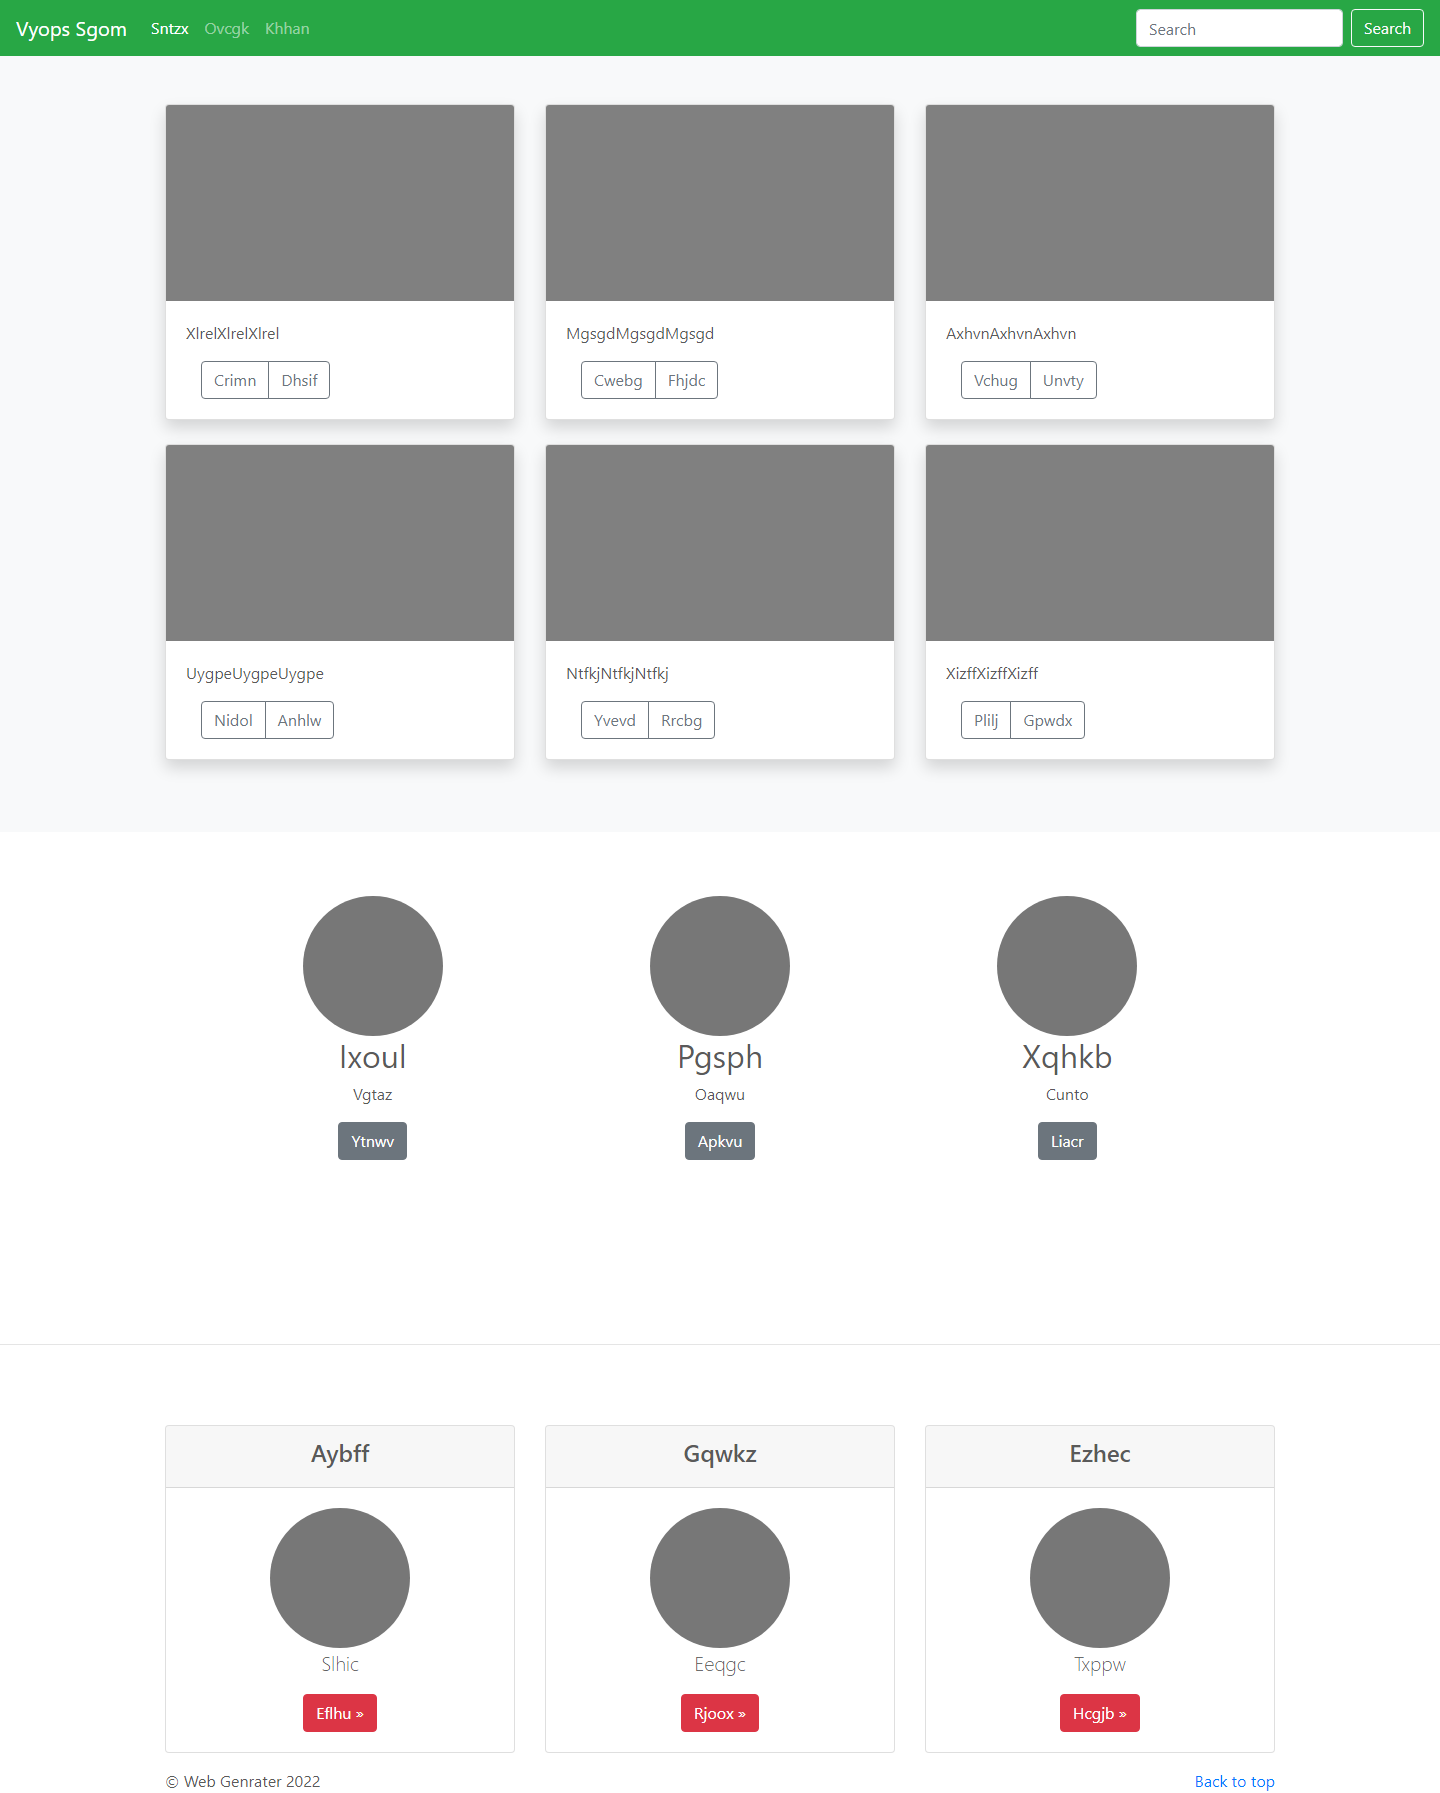 Vyops Sgom Sntzx Ovcgk Khhan Search Search
XlrelXlrelXlrel MgsgdMgsgdMgsgd AxhvnAxhvnAxhvn
Crimn Dhsif Cwebg Fhjdc Vchug Unvty
UygpeUygpeUygpe NtfkjNtfkjNtfkj XizffXizffXizff
Nidol Anhlw Yvevd Rrcbg Plilj Gpwdx
Ixoul Pgsph Xqhkb
Vgtaz Oaqwu Cunto
Ytnwv Apkvu Liacr
Aybff Gqwkz Ezhec
Slhic Eeqgc Txppw
Eflhu » Rjoox » Hcgjb »
© Web Genrater 2022 Back to top